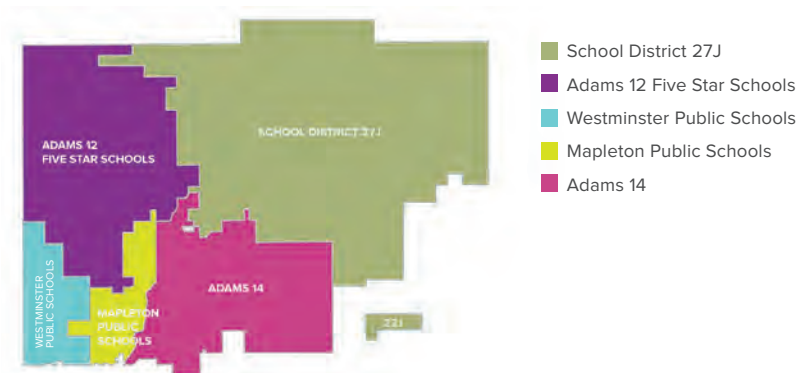 School District 27J
Adams 12 Five Star Schools
Westminster Public Schools
Mapleton Public Schools
Adams 14
ADAMS 12
FIVE STAR SCHOOLS
SCHOOL DISTRICT 27J
WESTMINSTER
PUBLIC SCHOOLS
MAPLETON
PUBLIC
SCHOOLS
ADAMS 14